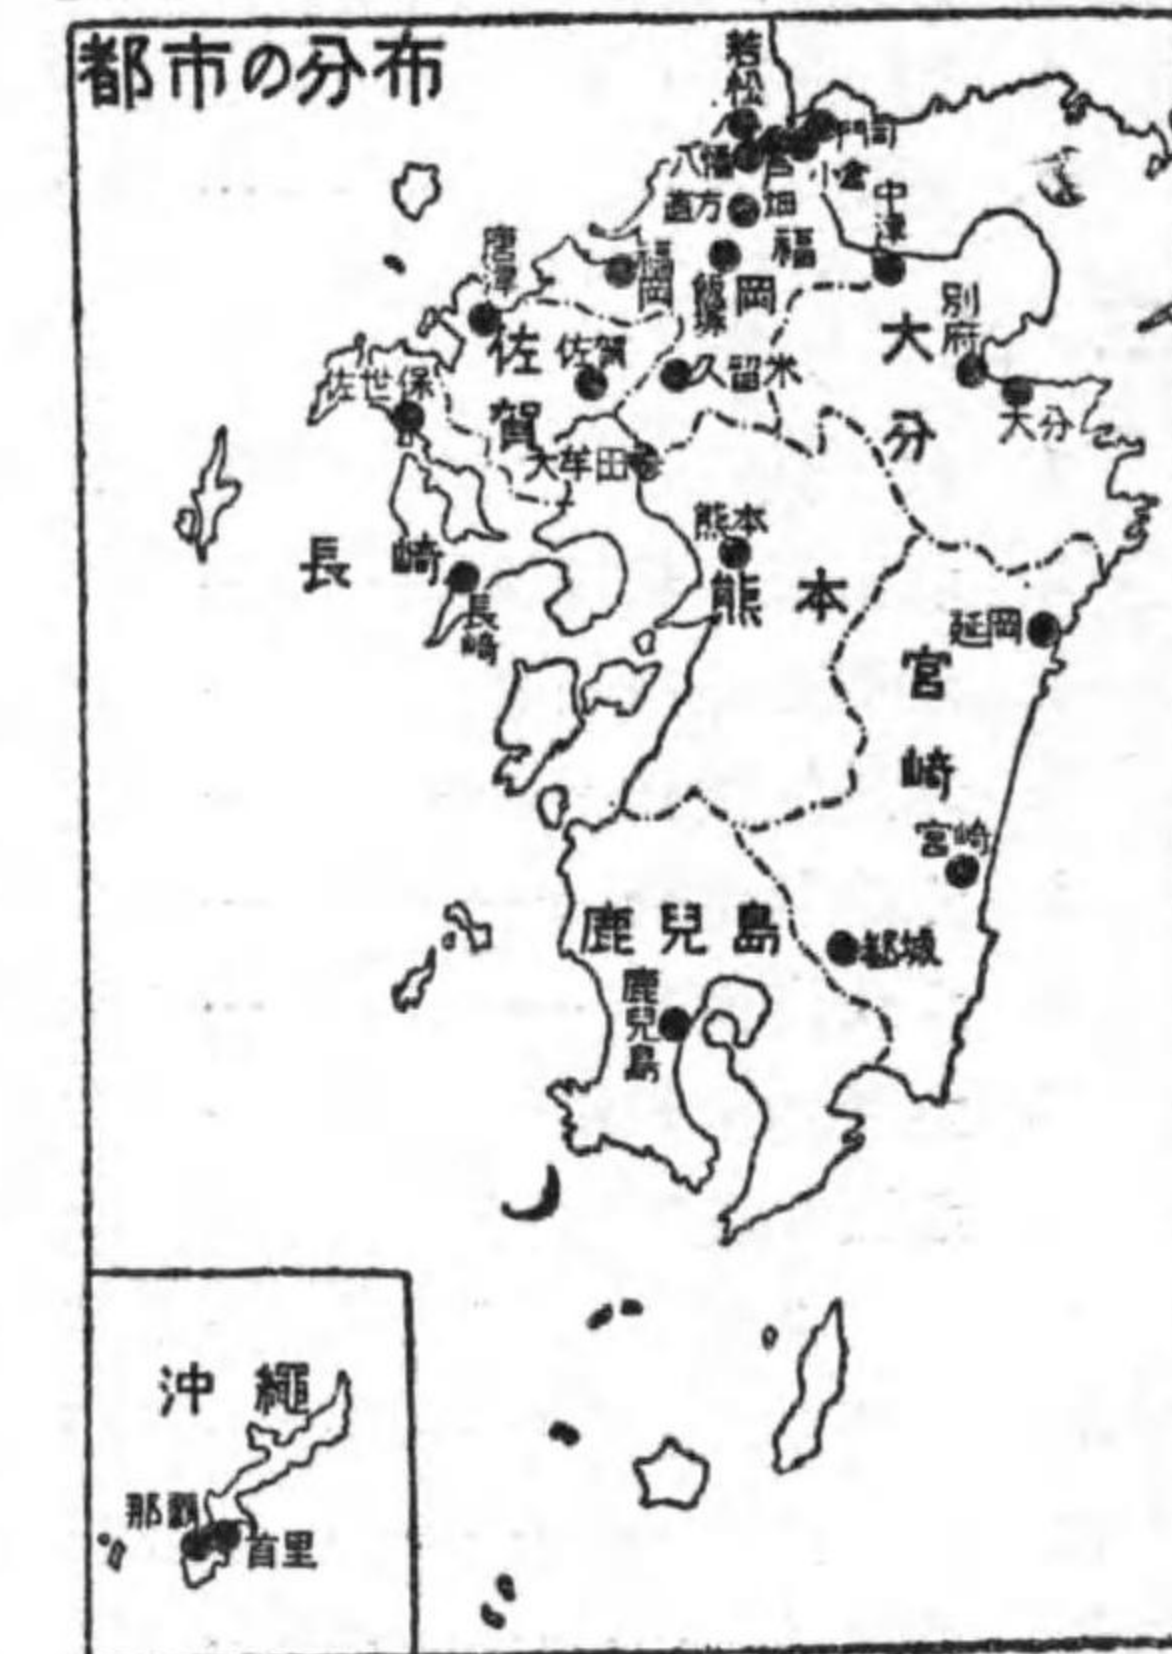 都市の分布
若松
門司
八幡
戸畑
小倉
直方
中津
福岡
福岡
飯塚
唐津
佐賀
佐賀
久留米
大分
別府
大分
佐世保
大牟田
長崎
長崎
熊本
熊本
延岡
宮崎
宮崎
都城
鹿兒島
鹿兒島
沖繩
那覇
首里